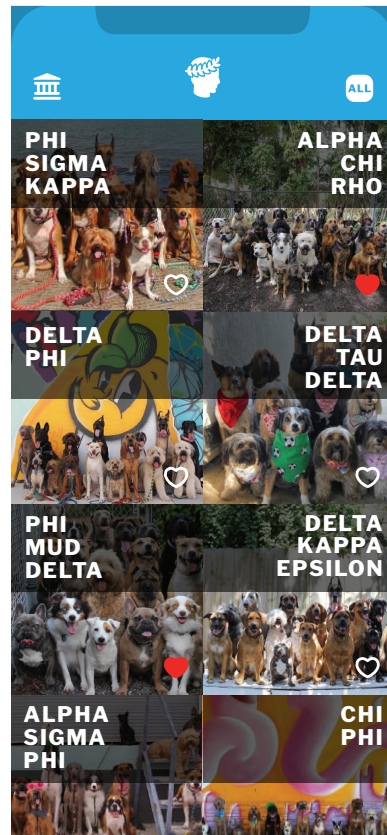 ALL
PHI
SIGMA
KAPPA
ALPHA
CHI
RHO
DELTA
PHI
DELTA
TAU
DELTA
PHI
MUD
DELTA
DELTA
KAPPA
EPSILON
ALPHA
SIGMA
PHI
CHI
PHI